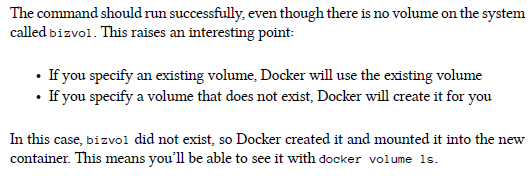 The command should run successfully, even though there is no volume on the system
called bizvol. This raises an interesting point:
• If you specify an existing volume, Docker will use the existing volume
• If you specify a volume that does not exist, Docker will create it for you
In this case, bizvol did not exist, so Docker created it and mounted it into the new
container. This means you’ll be able to see it with docker volume ls.